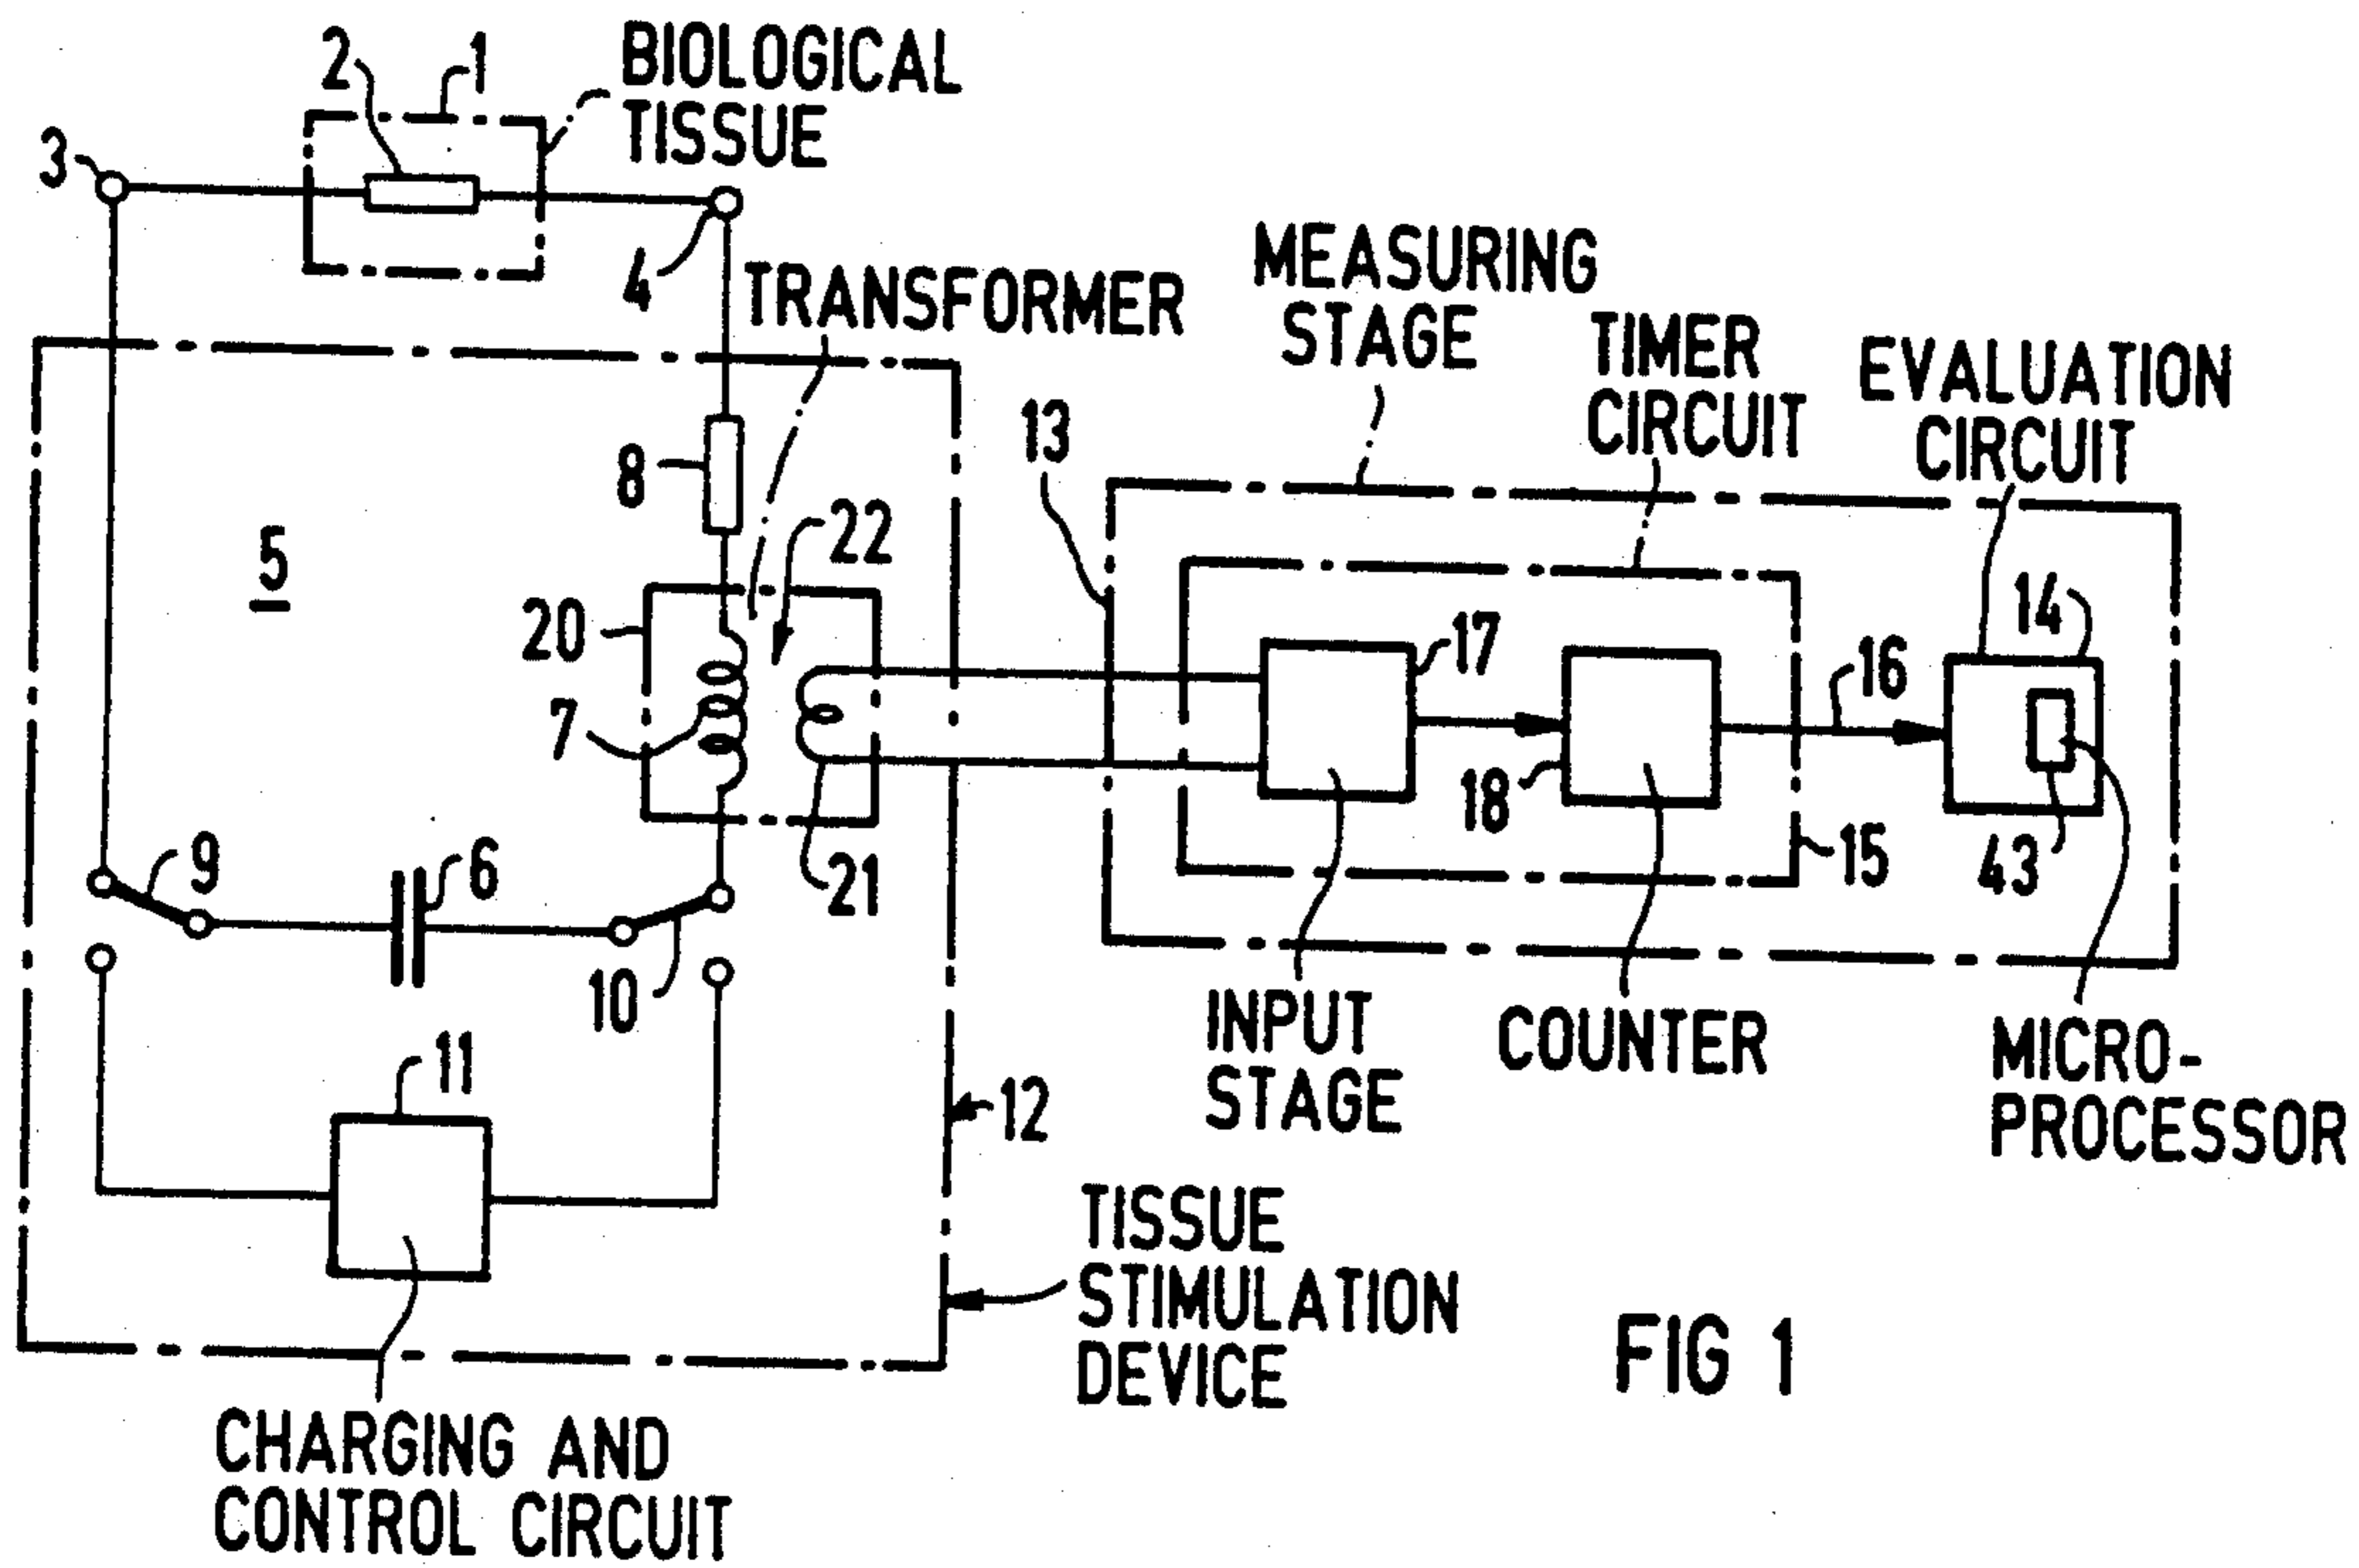 2
1
BIOLOGICAL
TISSUE
3
4
TRANSFORMER
MEASURING
STAGE
TIMER
CIRCUIT
EVALUATION
CIRCUIT
13
8
5
22
20
14
17
16
7
18
15
43
21
9
6
10
INPUT
STAGE
COUNTER
MICRO-
PROCESSOR
11
12
TISSUE
STIMULATION
DEVICE
FIG 1
CHARGING AND
CONTROL CIRCUIT